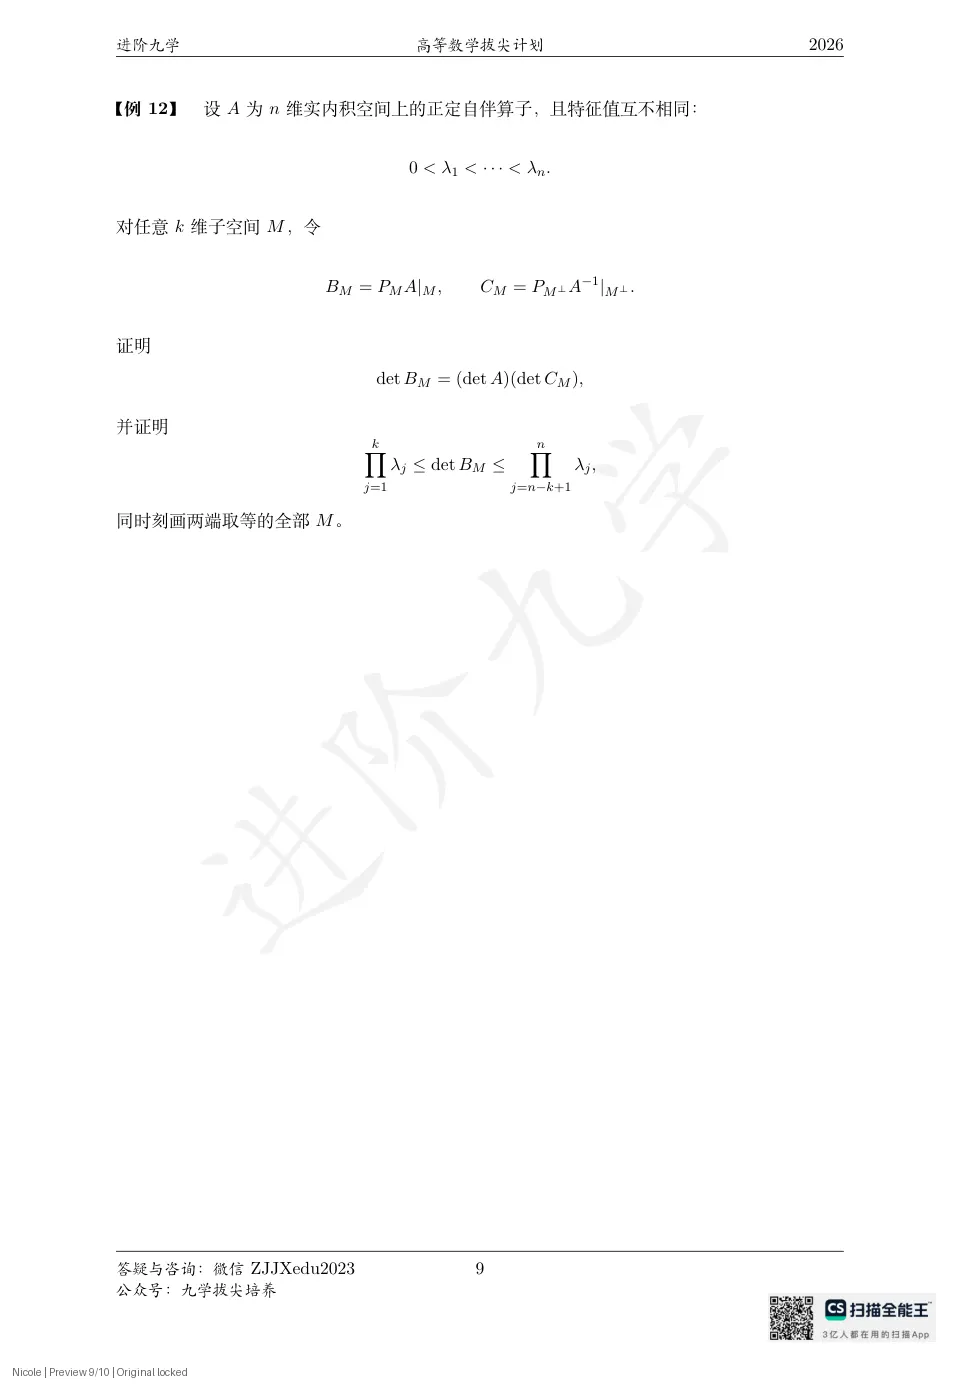 进阶九学 高等数学拔尖计划 2026
【例 12】 设 A 为 n 维实内积空间上的正定自伴算子，且特征值互不相同：
0 < λ₁ < ··· < λₙ.
对任意 k 维子空间 M，令
B_M = P_M A|_M, C_M = P_{M^⊥} A^{−1}|_{M^⊥}.
证明
det B_M = (det A)(det C_M),
并证明
∏_{j=1}^{k} λ_j ≤ det B_M ≤ ∏_{j=n−k+1}^{n} λ_j,
同时刻画两端取等的全部 M。
进阶九学
答疑与咨询：微信 ZJJXedu2023 9
公众号：九学拔尖培养
CS 扫描全能王™
3亿人都在用的扫描App
Nicole | Preview 9/10 | Original locked